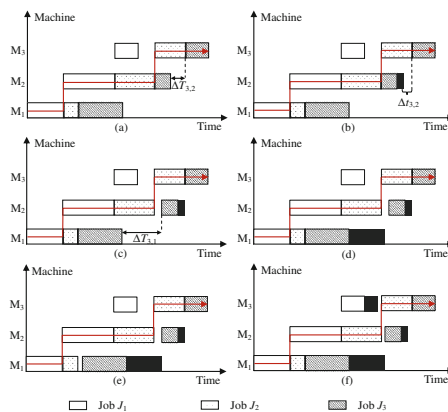 Machine
Machine
M3
M3
ΔT3,2
M2
M2
Δt3,2
M1
M1
(a)
Time
(b)
Time
Machine
Machine
M3
M3
M2
M2
ΔT3,1
M1
M1
(c)
Time
(d)
Time
Machine
Machine
M3
M3
M2
M2
M1
M1
(e)
Time
(f)
Time
Job J1
Job J2
Job J3